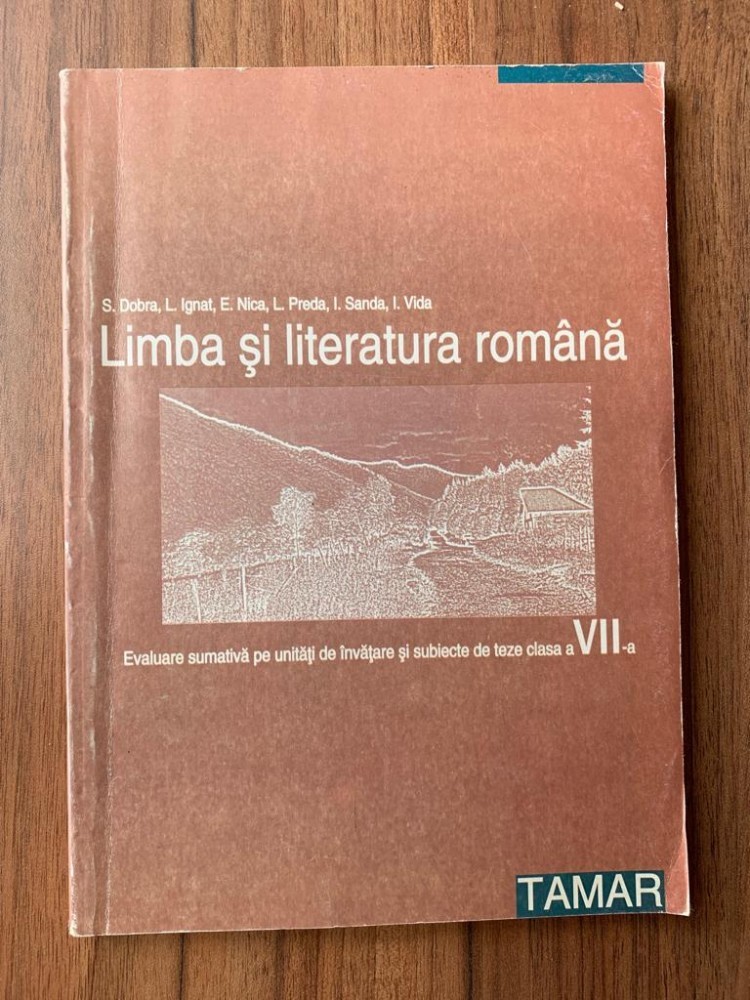 S. Dobra, L. Ignat, E. Nica, L. Preda, I. Sanda, I. Vida
Limba şi literatura română
Evaluare sumativă pe unităţi de învăţare şi subiecte de teze clasa a VII-a
TAMAR